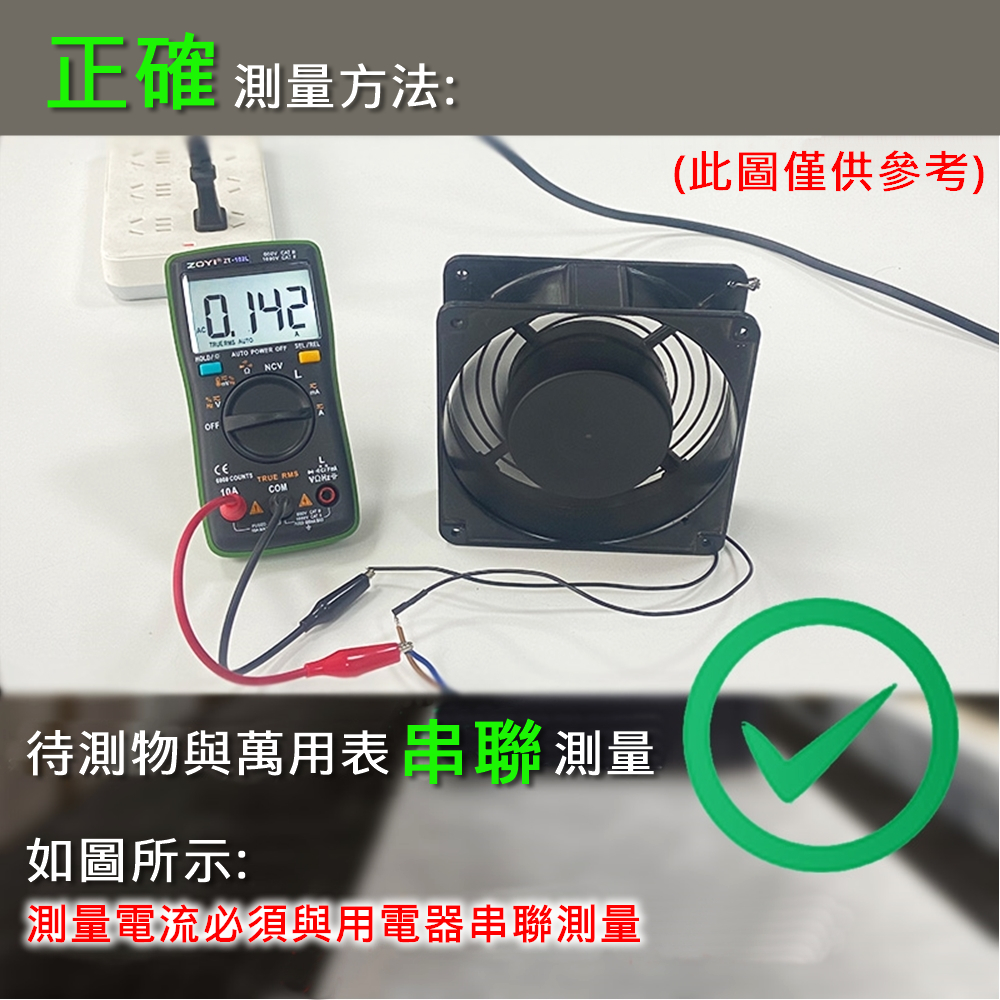 正確 測量方法:
(此圖僅供參考)
ZOYI ZT-102L
0.142
AC
A
TRUERMS AUTO
HOLD
AUTO POWER OFF
SEL/REL
NCV
L
Ω
V
mA
A
OFF
CE
6000 COUNTS
TRUE RMS
10A
COM
L
VΩHz
待測物與萬用表 串聯 測量
如圖所示:
測量電流必須與用電器串聯測量